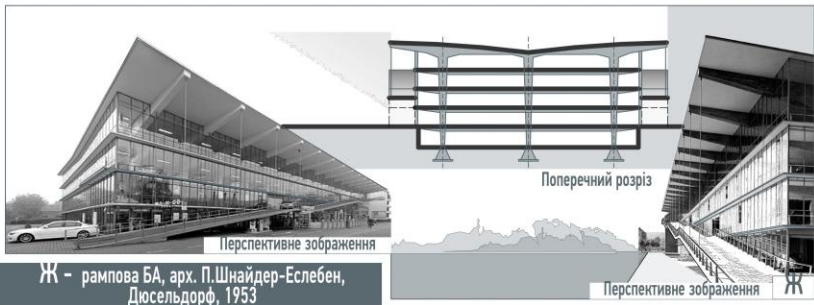 Поперечний розріз
Перспективне зображення
Перспективне зображення
Ж
Ж – рампова БА, арх. П.Шнайдер-Еслебен,
Дюсельдорф, 1953